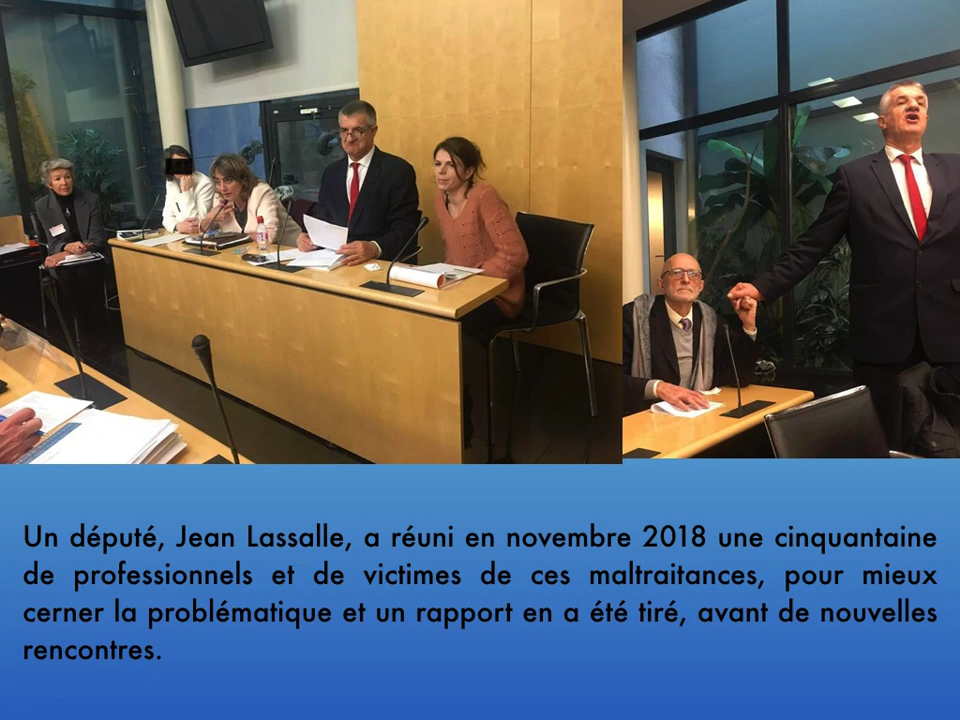 Un député, Jean Lassalle, a réuni en novembre 2018 une cinquantaine
de professionnels et de victimes de ces maltraitances, pour mieux
cerner la problématique et un rapport en a été tiré, avant de nouvelles
rencontres.